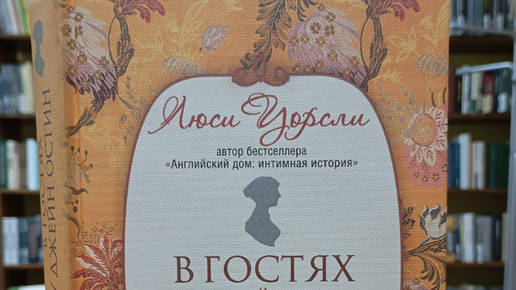 Люси Уорсли
автор бестселлера
«Английский дом: интимная история»
В ГОСТЯХ
У ДЖЕЙН ОСТИН